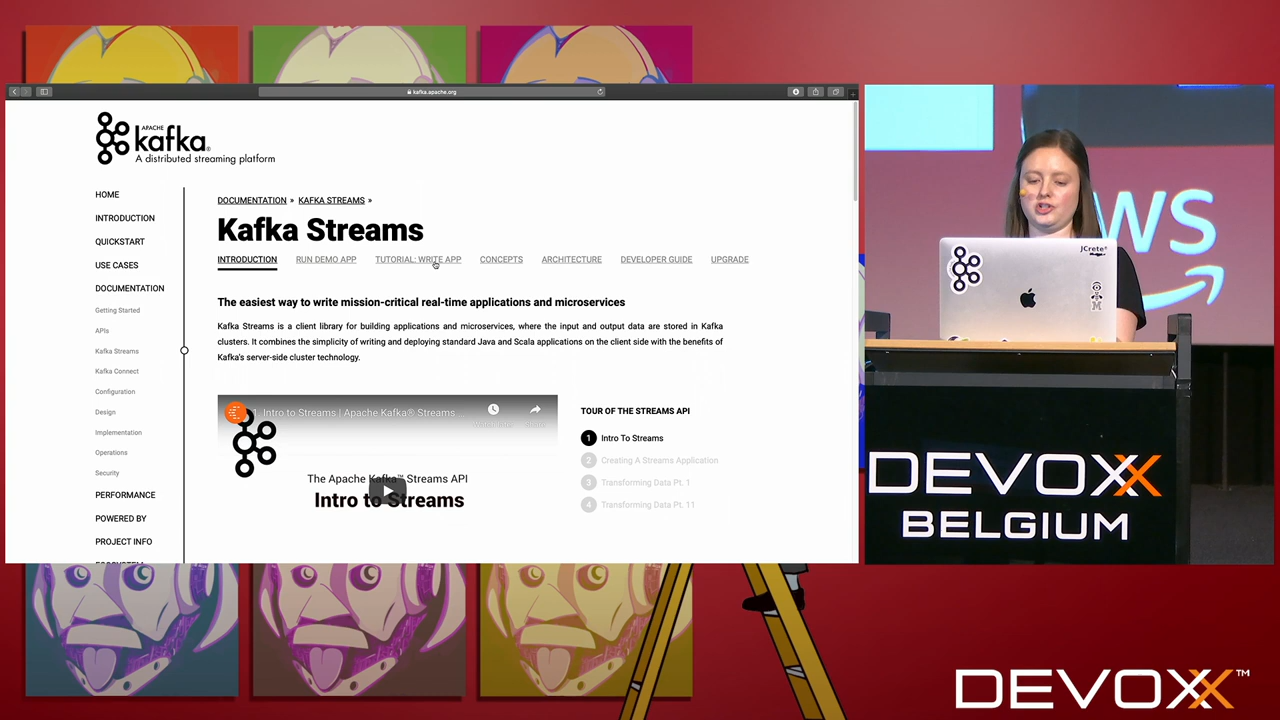 kafka.apache.org
APACHE
kafka®
A distributed streaming platform
HOME
INTRODUCTION
QUICKSTART
USE CASES
DOCUMENTATION
Getting Started
APIs
Kafka Streams
Kafka Connect
Configuration
Design
Implementation
Operations
Security
PERFORMANCE
POWERED BY
PROJECT INFO
DOCUMENTATION » KAFKA STREAMS »
Kafka Streams
INTRODUCTION RUN DEMO APP TUTORIAL: WRITE APP CONCEPTS ARCHITECTURE DEVELOPER GUIDE UPGRADE
The easiest way to write mission-critical real-time applications and microservices
Kafka Streams is a client library for building applications and microservices, where the input and output data are stored in Kafka
clusters. It combines the simplicity of writing and deploying standard Java and Scala applications on the client side with the benefits of
Kafka's server-side cluster technology.
1. Intro to Streams | Apache Kafka® Streams...
The Apache Kafka™ Streams API
Intro to Streams
TOUR OF THE STREAMS API
1 Intro To Streams
2 Creating A Streams Application
3 Transforming Data Pt. 1
4 Transforming Data Pt. 11
WS
JCrete
DEVOXX
BELGIUM
DEVOXX™